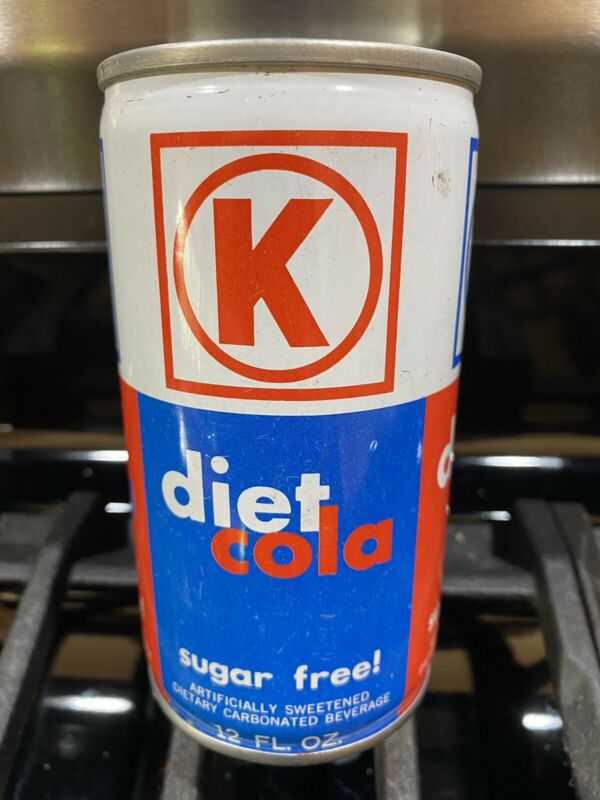 K
diet
cola
sugar free!
ARTIFICIALLY SWEETENED
DIETARY CARBONATED BEVERAGE
12 FL. OZ.